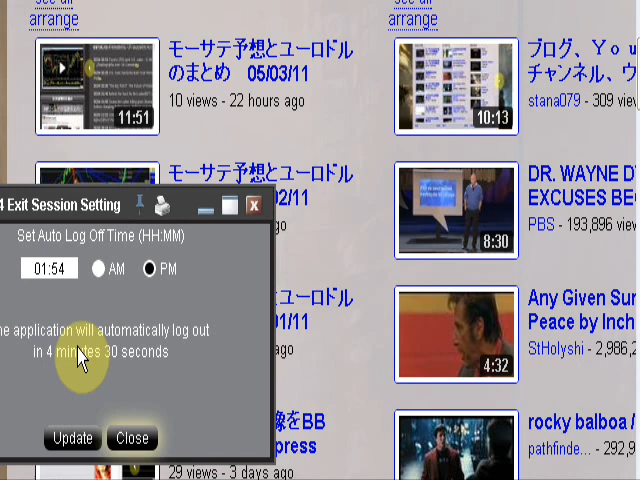 see all
arrange
モーサテ予想とユーロドル
のまとめ 05/03/11
10 views - 22 hours ago
11:51
モーサテ予想とユーロドル
02/11
ago
4 Exit Session Setting
Set Auto Log Off Time (HH:MM)
01:54
AM
PM
he application will automatically log out
in 4 minutes 30 seconds
Update
Close
ユーロドル
01/11
ago
像をBB
press
29 views - 3 days ago
see all
arrange
ブログ、Ｙｏｕ
チャンネル、ウ
stana079 - 309 view
10:13
DR. WAYNE D
EXCUSES BE
PBS - 193,896 view
8:30
Any Given Sun
Peace by Inch
StHolyshi - 2,986,2
4:32
rocky balboa /
pathfinde... - 292,9